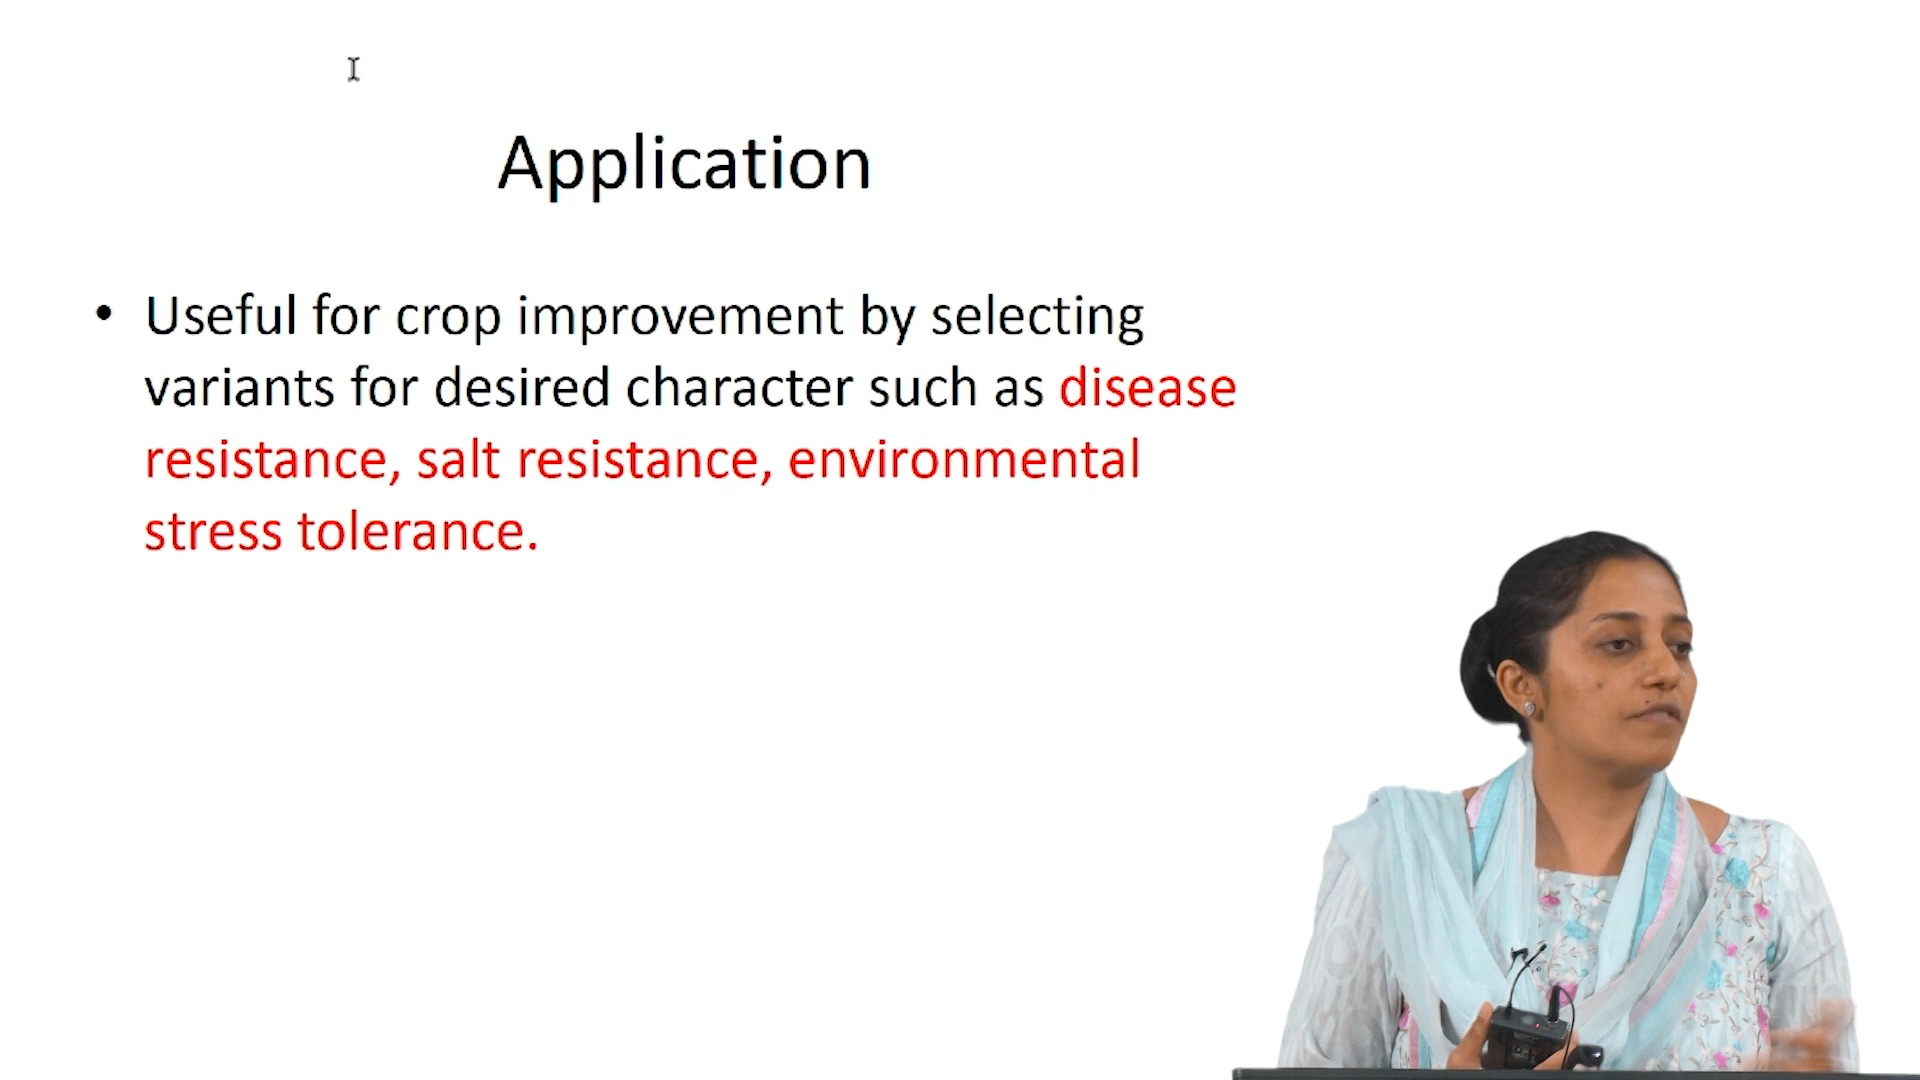 Application
• Useful for crop improvement by selecting
variants for desired character such as disease
resistance, salt resistance, environmental
stress tolerance.